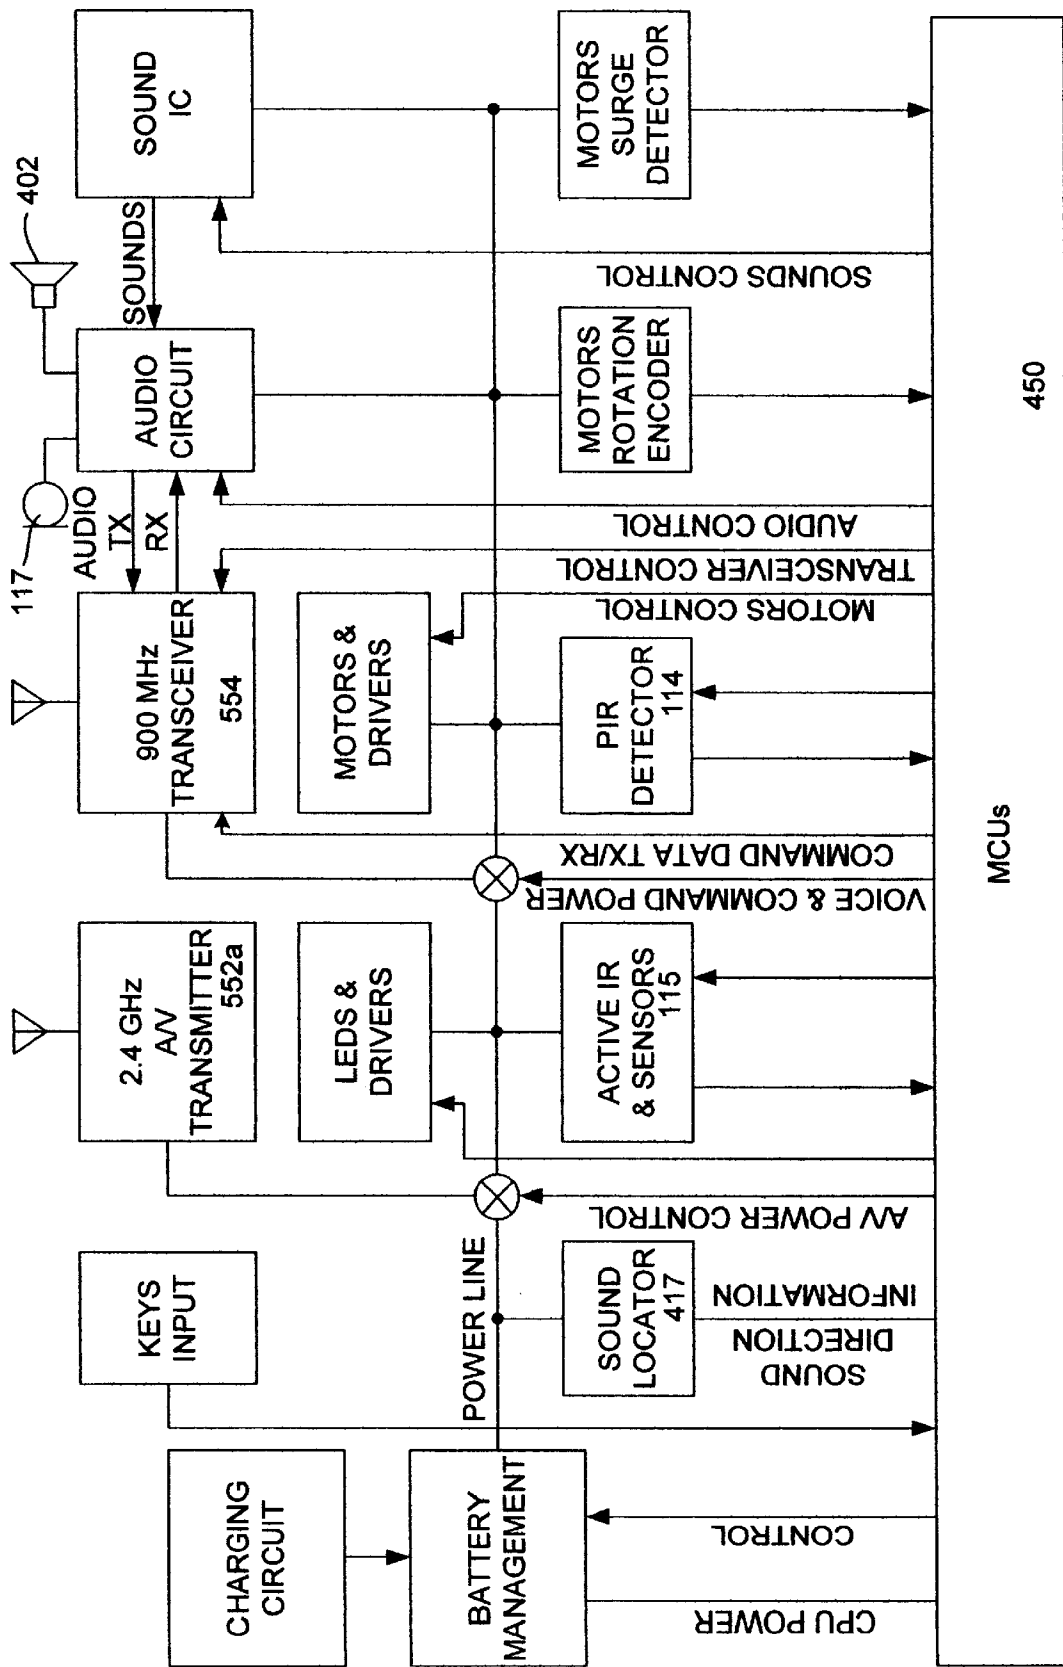 CHARGING
CIRCUIT
KEYS
INPUT
2.4 GHz
A/V
TRANSMITTER
552a
900 MHz
TRANSCEIVER
554
117
AUDIO
TX
RX
AUDIO
CIRCUIT
402
SOUNDS
SOUND
IC
BATTERY
MANAGEMENT
POWER LINE
LEDS &
DRIVERS
MOTORS &
DRIVERS
SOUND
LOCATOR
417
ACTIVE IR
& SENSORS
115
PIR
DETECTOR
114
MOTORS
ROTATION
ENCODER
MOTORS
SURGE
DETECTOR
CPU POWER
CONTROL
SOUND
DIRECTION
INFORMATION
A/V POWER CONTROL
VOICE & COMMAND POWER
COMMAND DATA TX/RX
MOTORS CONTROL
TRANSCEIVER CONTROL
AUDIO CONTROL
SOUNDS CONTROL
MCUs
450